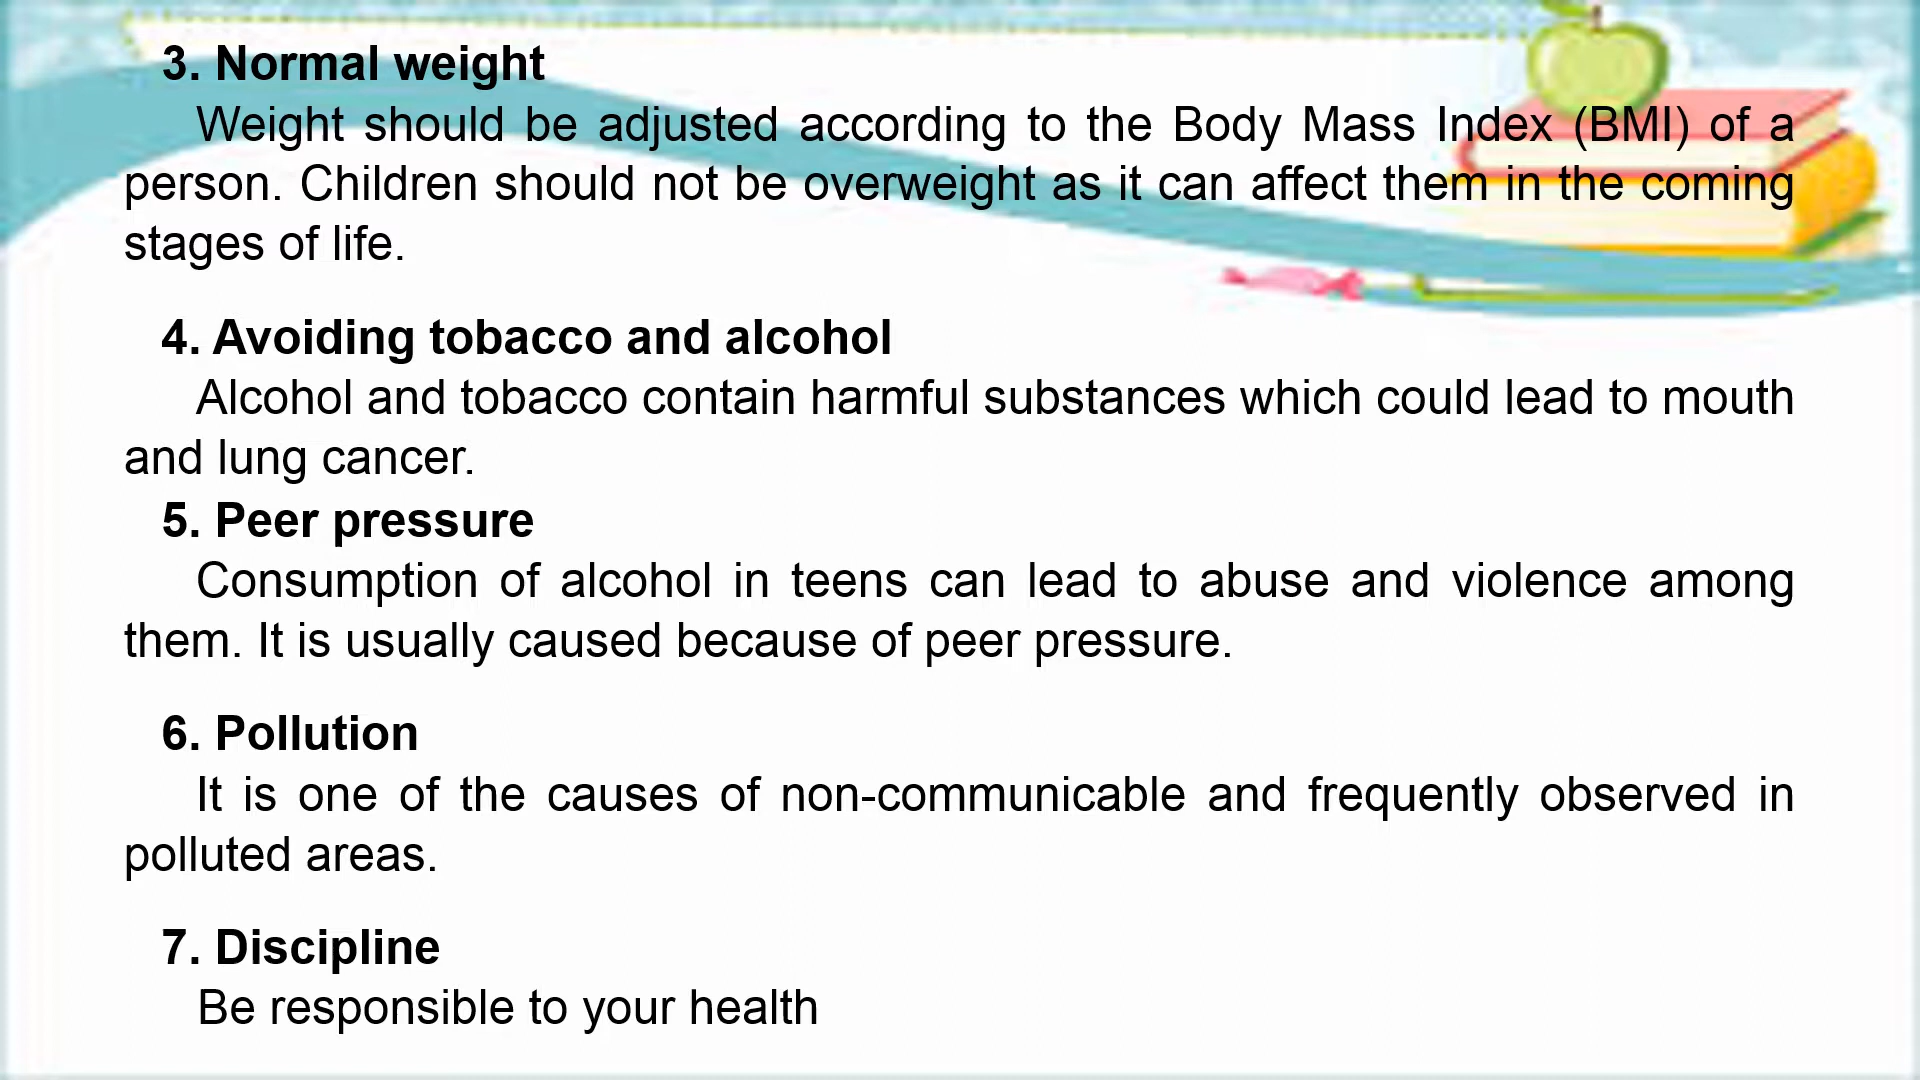 3. Normal weight
Weight should be adjusted according to the Body Mass Index (BMI) of a
person. Children should not be overweight as it can affect them in the coming
stages of life.
4. Avoiding tobacco and alcohol
Alcohol and tobacco contain harmful substances which could lead to mouth
and lung cancer.
5. Peer pressure
Consumption of alcohol in teens can lead to abuse and violence among
them. It is usually caused because of peer pressure.
6. Pollution
It is one of the causes of non-communicable and frequently observed in
polluted areas.
7. Discipline
Be responsible to your health